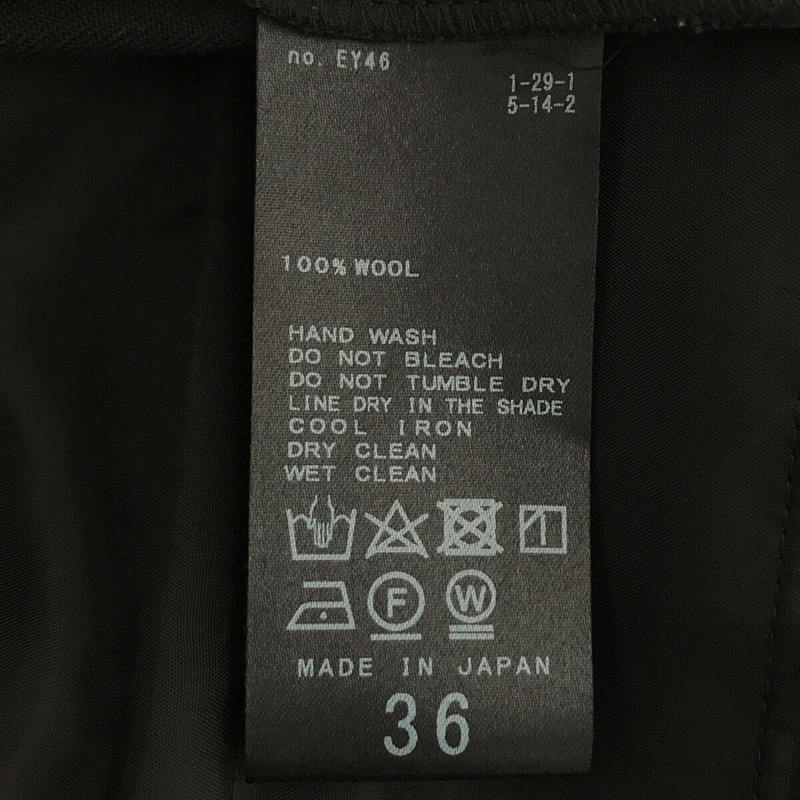 no. EY46
1-29-1
5-14-2
100% WOOL
HAND WASH
DO NOT BLEACH
DO NOT TUMBLE DRY
LINE DRY IN THE SHADE
COOL IRON
DRY CLEAN
WET CLEAN
F W
MADE IN JAPAN
36